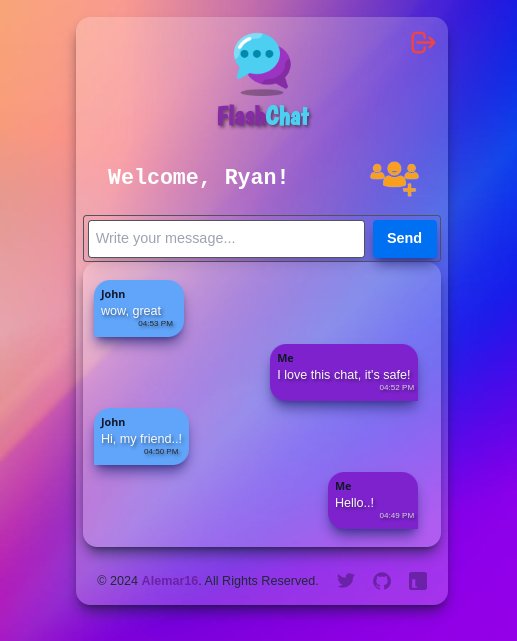 FlashChat
Welcome, Ryan!
Write your message...
Send
John
wow, great
04:53 PM
Me
I love this chat, it's safe!
04:52 PM
John
Hi, my friend..!
04:50 PM
Me
Hello..!
04:49 PM
© 2024 Alemar16. All Rights Reserved.